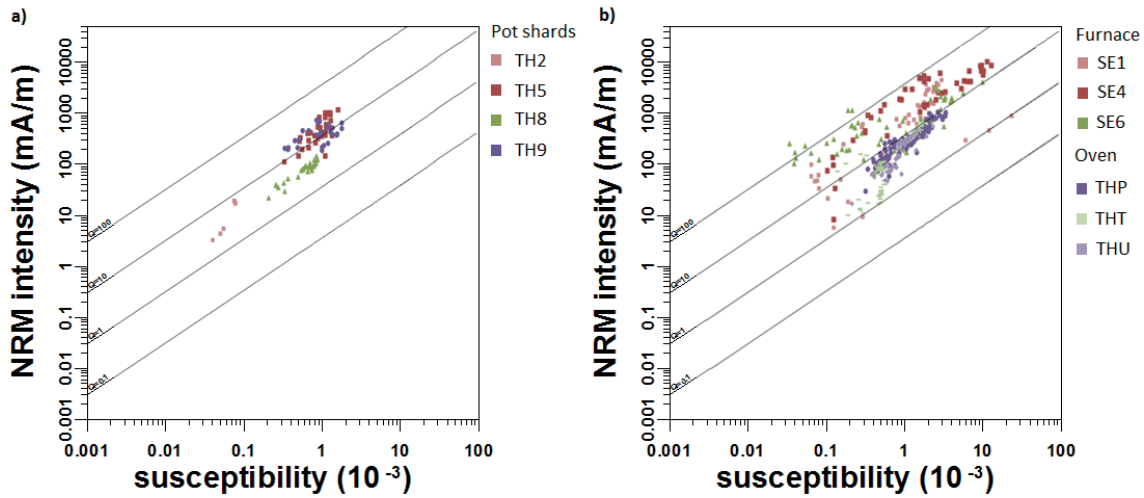 a)
Pot shards
TH2
TH5
TH8
TH9
NRM intensity (mA/m)
10000
1000
100
10
1
0.1
0.01
0.001
Q=100
Q=10
Q=1
Q=0.1
0.001
0.01
0.1
1
10
100
susceptibility (10 -3)
b)
Furnace
SE1
SE4
SE6
Oven
THP
THT
THU
NRM intensity (mA/m)
10000
1000
100
10
1
0.1
0.01
0.001
Q=100
Q=10
Q=1
Q=0.1
0.001
0.01
0.1
1
10
100
susceptibility (10 -3)